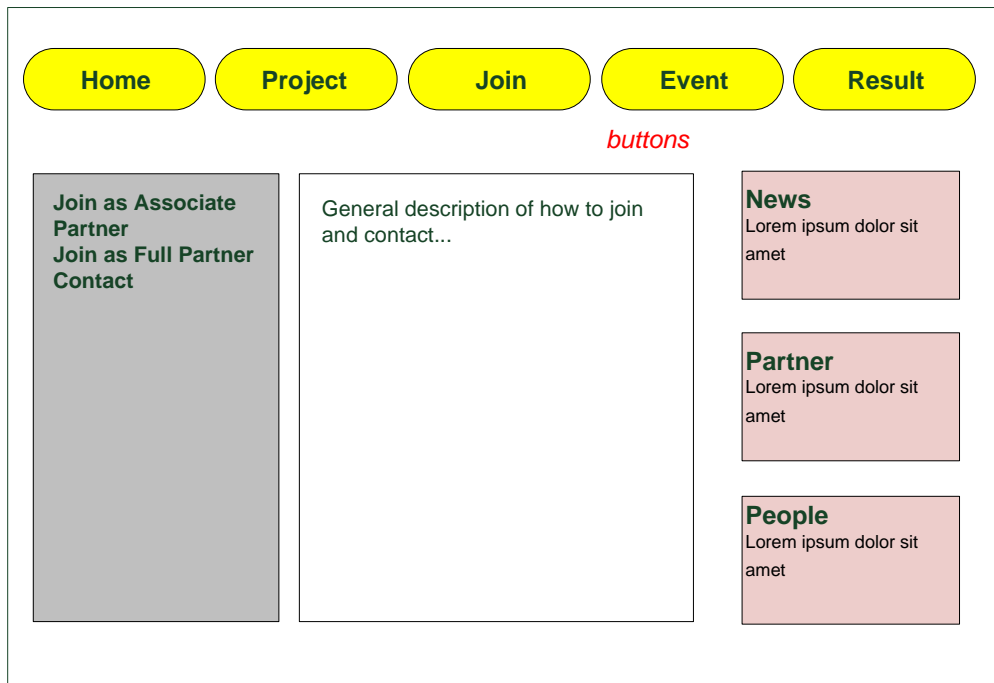 Home
Project
Join
Event
Result
buttons
Join as Associate
Partner
Join as Full Partner
Contact
General description of how to join
and contact...
News
Lorem ipsum dolor sit
amet
Partner
Lorem ipsum dolor sit
amet
People
Lorem ipsum dolor sit
amet